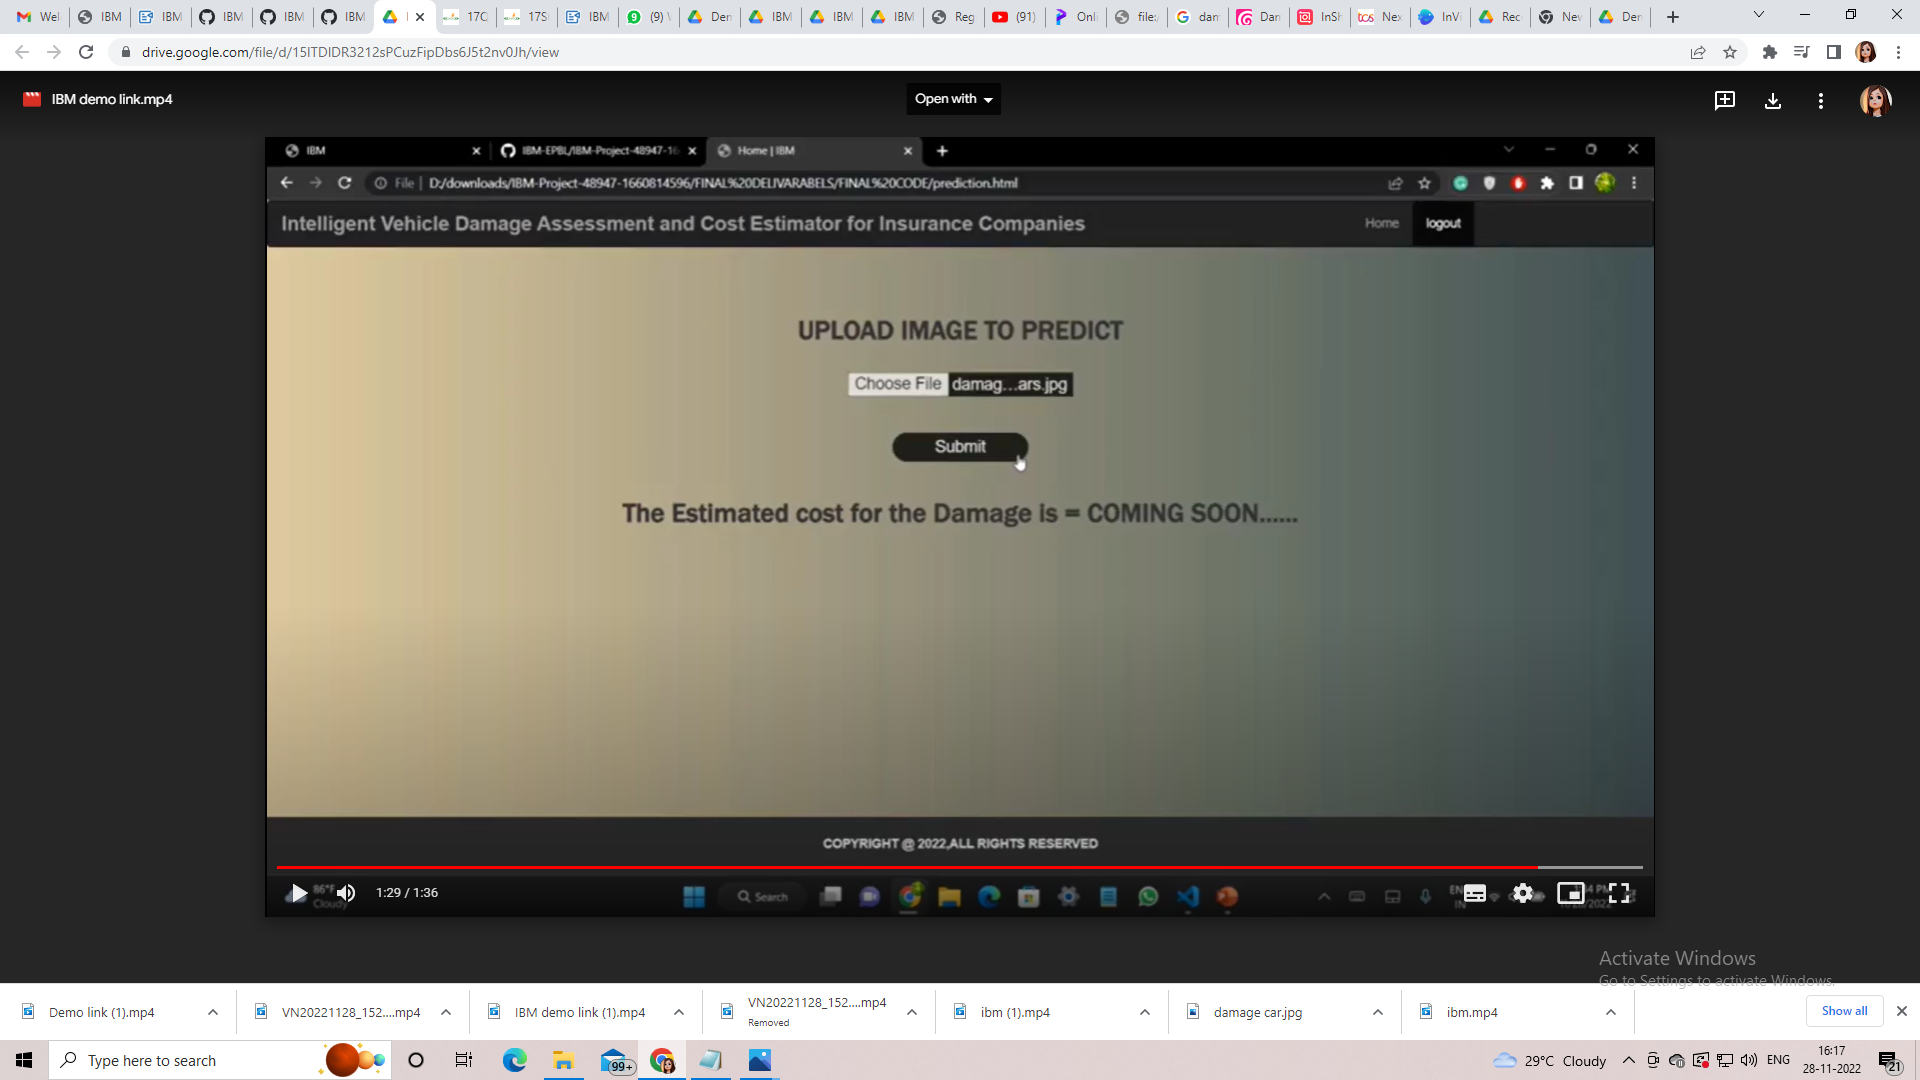 Wel
IBM
IBM
IBM
IBM
IBM
17C
17S
IBM
(9)
Den
IBM
IBM
IBM
Reg
(91)
Onli
file:/
dam
Dam
InSh
Nex
InVi
Rec
Nev
Den
drive.google.com/file/d/15lTDIDR3212sPCuzFipDbs6J5t2nv0Jh/view
IBM demo link.mp4
Open with
IBM
IBM-EPBL/IBM-Project-48947-16
Home | IBM
File | D:/downloads/IBM-Project-48947-1660814596/FINAL%20DELIVARABELS/FINAL%20CODE/prediction.html
Intelligent Vehicle Damage Assessment and Cost Estimator for Insurance Companies
Home
logout
UPLOAD IMAGE TO PREDICT
Choose File damag...ars.jpg
Submit
The Estimated cost for the Damage is = COMING SOON......
COPYRIGHT @ 2022,ALL RIGHTS RESERVED
86°F
Cloudy
1:29 / 1:36
Search
Activate Windows
Go to Settings to activate Windows.
Demo link (1).mp4
VN20221128_152....mp4
IBM demo link (1).mp4
VN20221128_152....mp4
Removed
ibm (1).mp4
damage car.jpg
ibm.mp4
Show all
Type here to search
99+
29°C Cloudy
ENG
16:17
28-11-2022
21